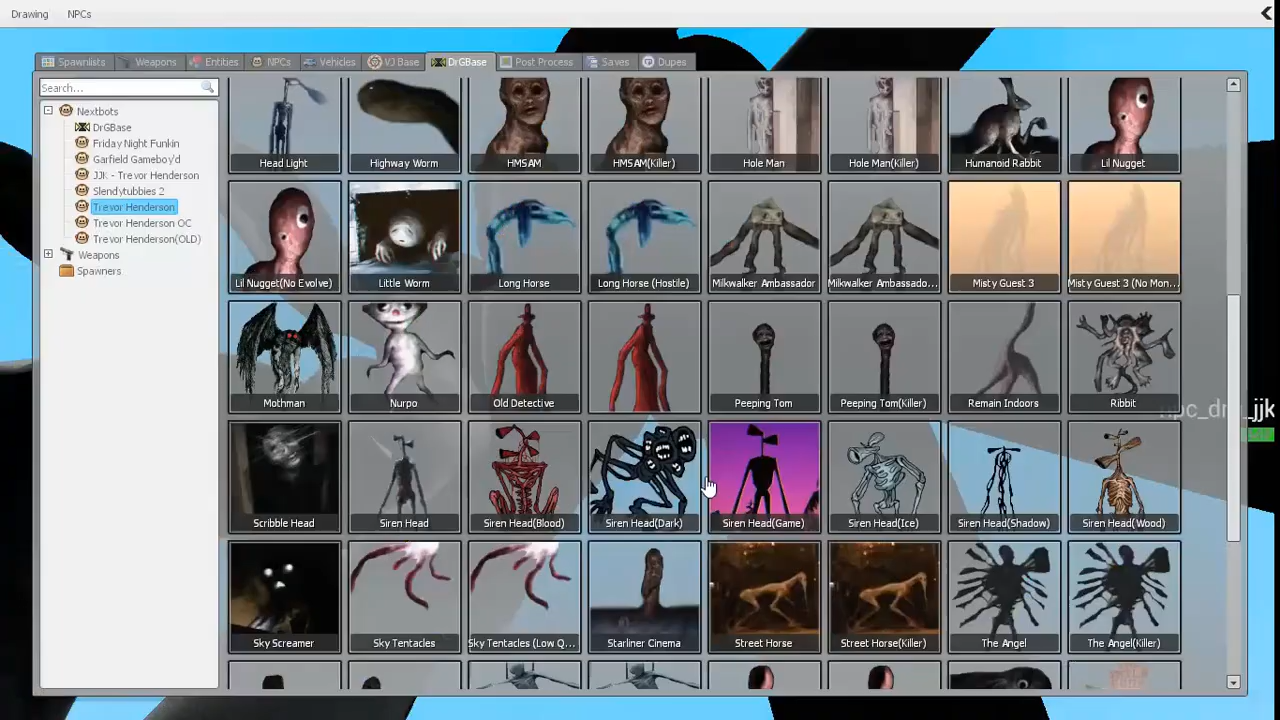 Drawing NPCs
Spawnlists Weapons Entities NPCs Vehicles VJ Base DrGBase Post Process Saves Dupes
Search...
Nextbots
DrGBase
Friday Night Funkin
Garfield Gameboy'd
JJK - Trevor Henderson
Slendytubbies 2
Trevor Henderson
Trevor Henderson OC
Trevor Henderson(OLD)
Weapons
Spawners
Head Light Highway Worm HMSAM HMSAM(Killer) Hole Man Hole Man(Killer) Humanoid Rabbit Lil Nugget
Lil Nugget(No Evolve) Little Worm Long Horse Long Horse (Hostile) Milkwalker Ambassador Milkwalker Ambassado... Misty Guest 3 Misty Guest 3 (No Mon...
Mothman Nurpo Old Detective Peeping Tom Peeping Tom(Killer) Remain Indoors Ribbit
Scribble Head Siren Head Siren Head(Blood) Siren Head(Dark) Siren Head(Game) Siren Head(Ice) Siren Head(Shadow) Siren Head(Wood)
Sky Screamer Sky Tentacles Sky Tentacles (Low Q... Starliner Cinema Street Horse Street Horse(Killer) The Angel The Angel(Killer)